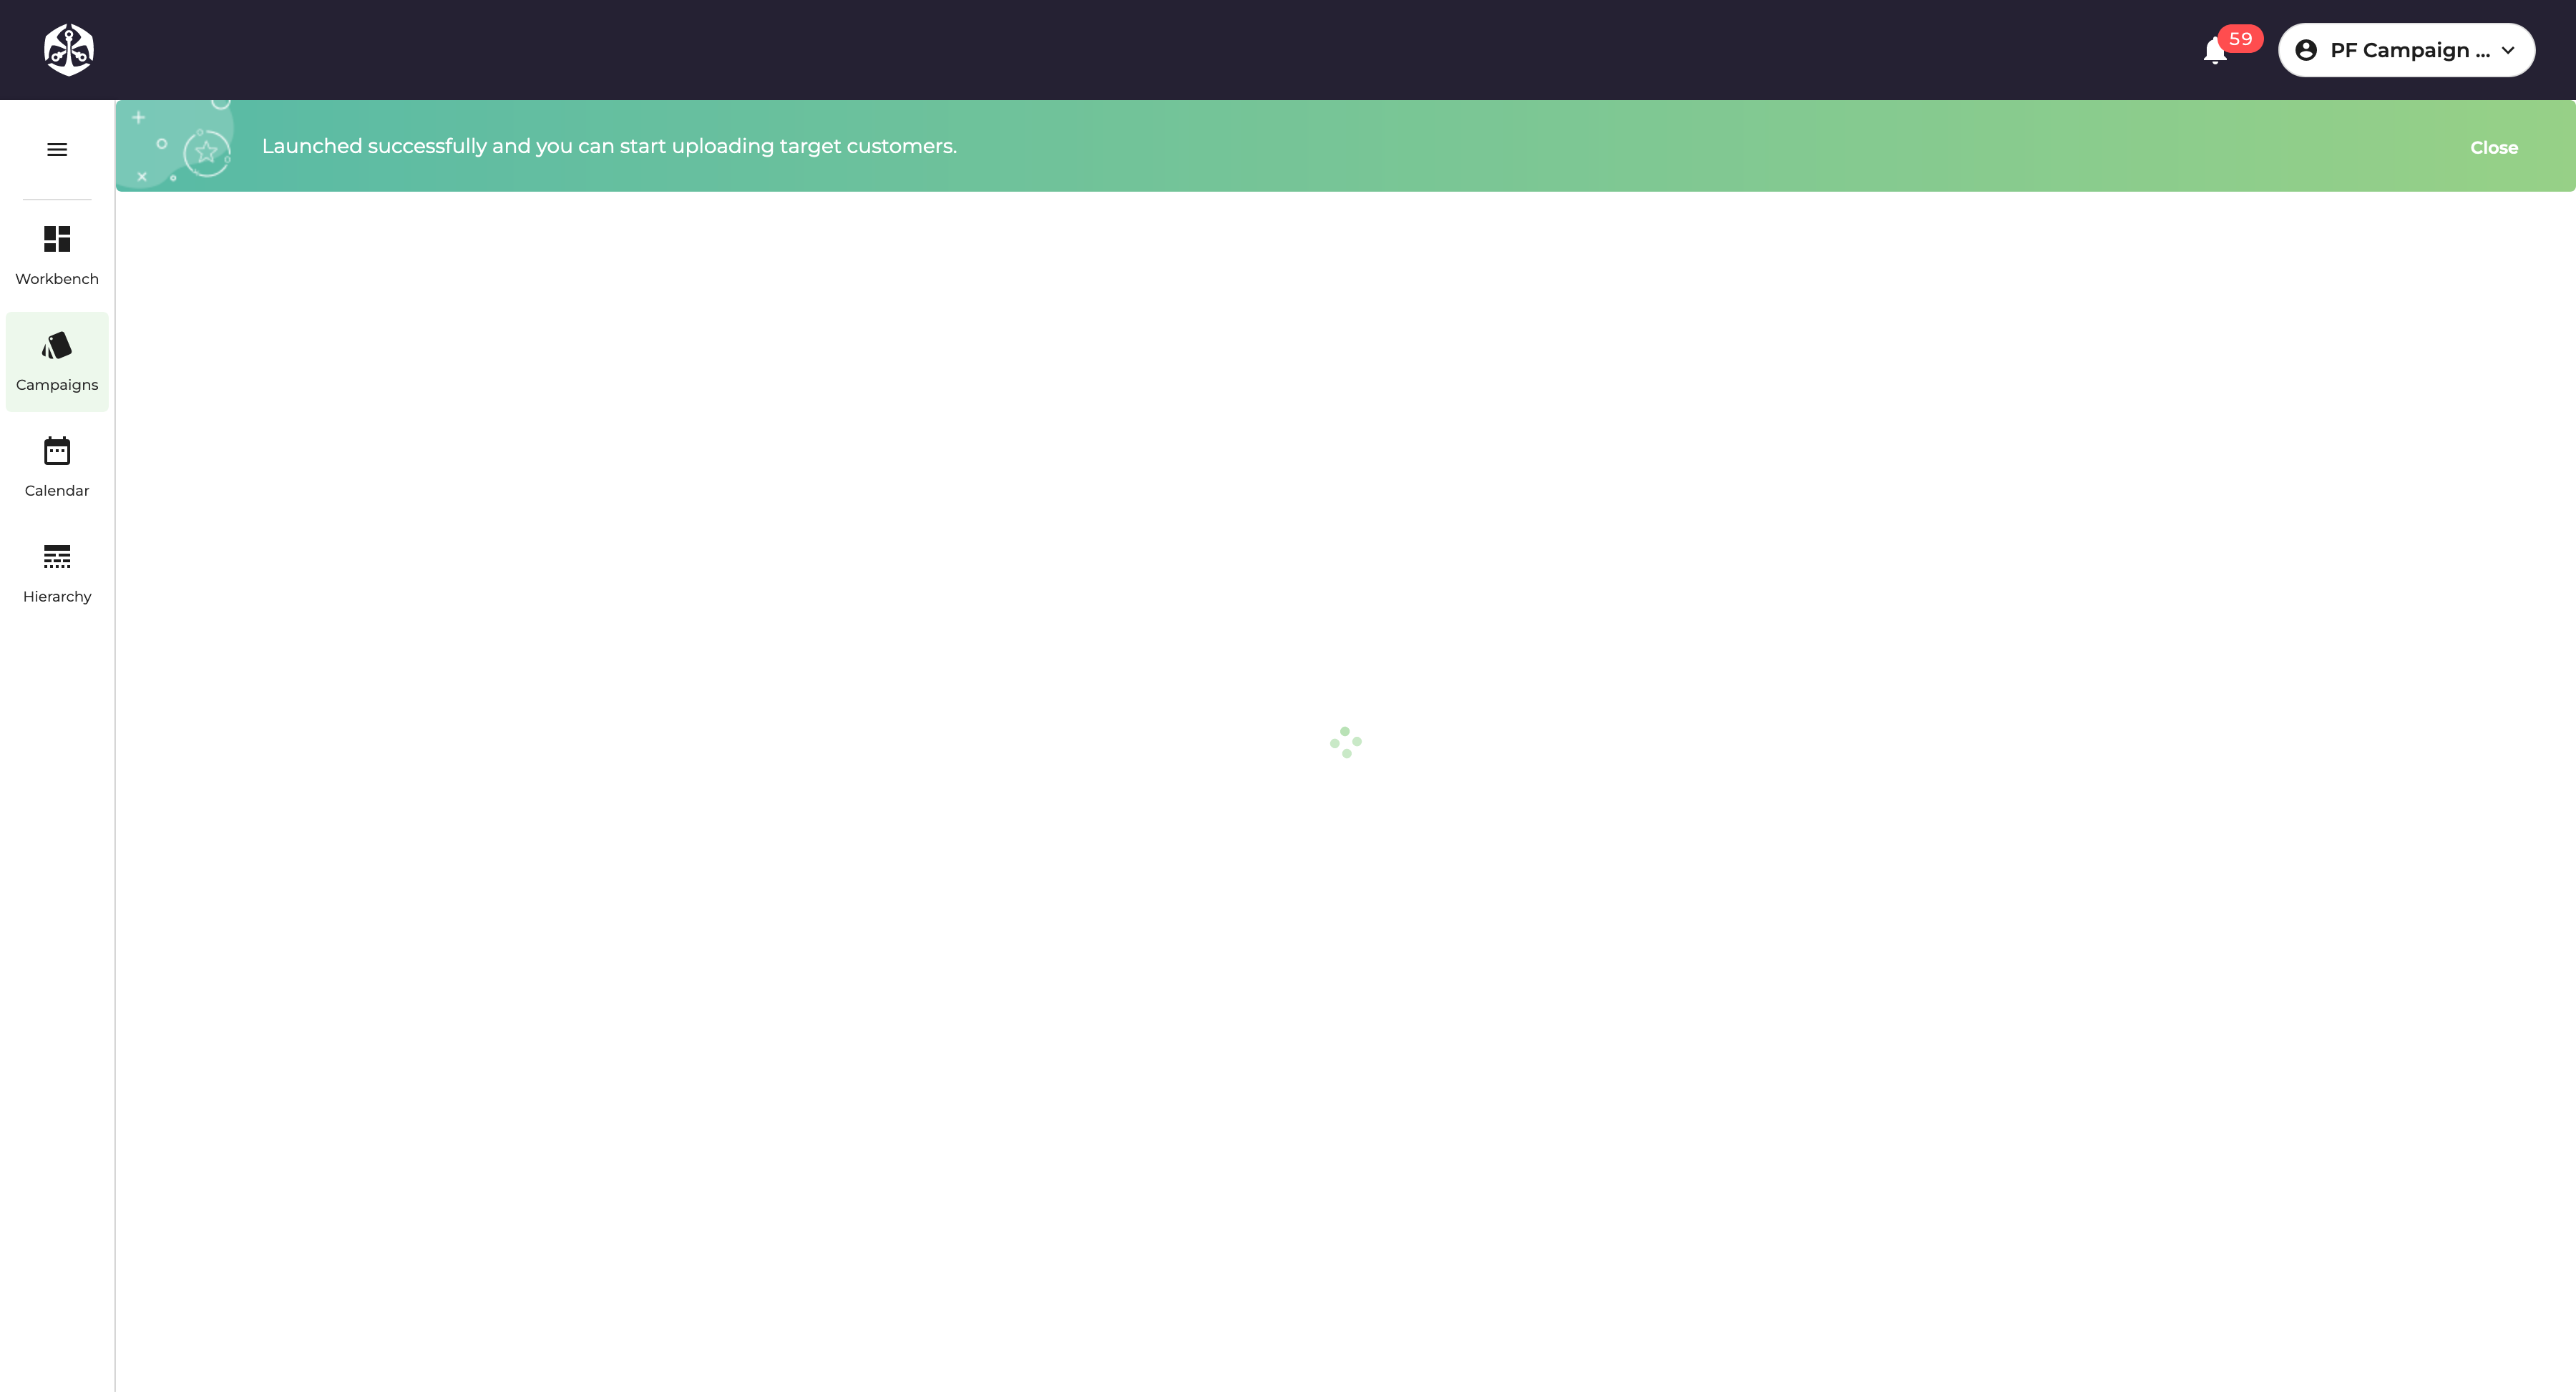 59
PF Campaign ...
Launched successfully and you can start uploading target customers.
Close
Workbench
Campaigns
Calendar
Hierarchy